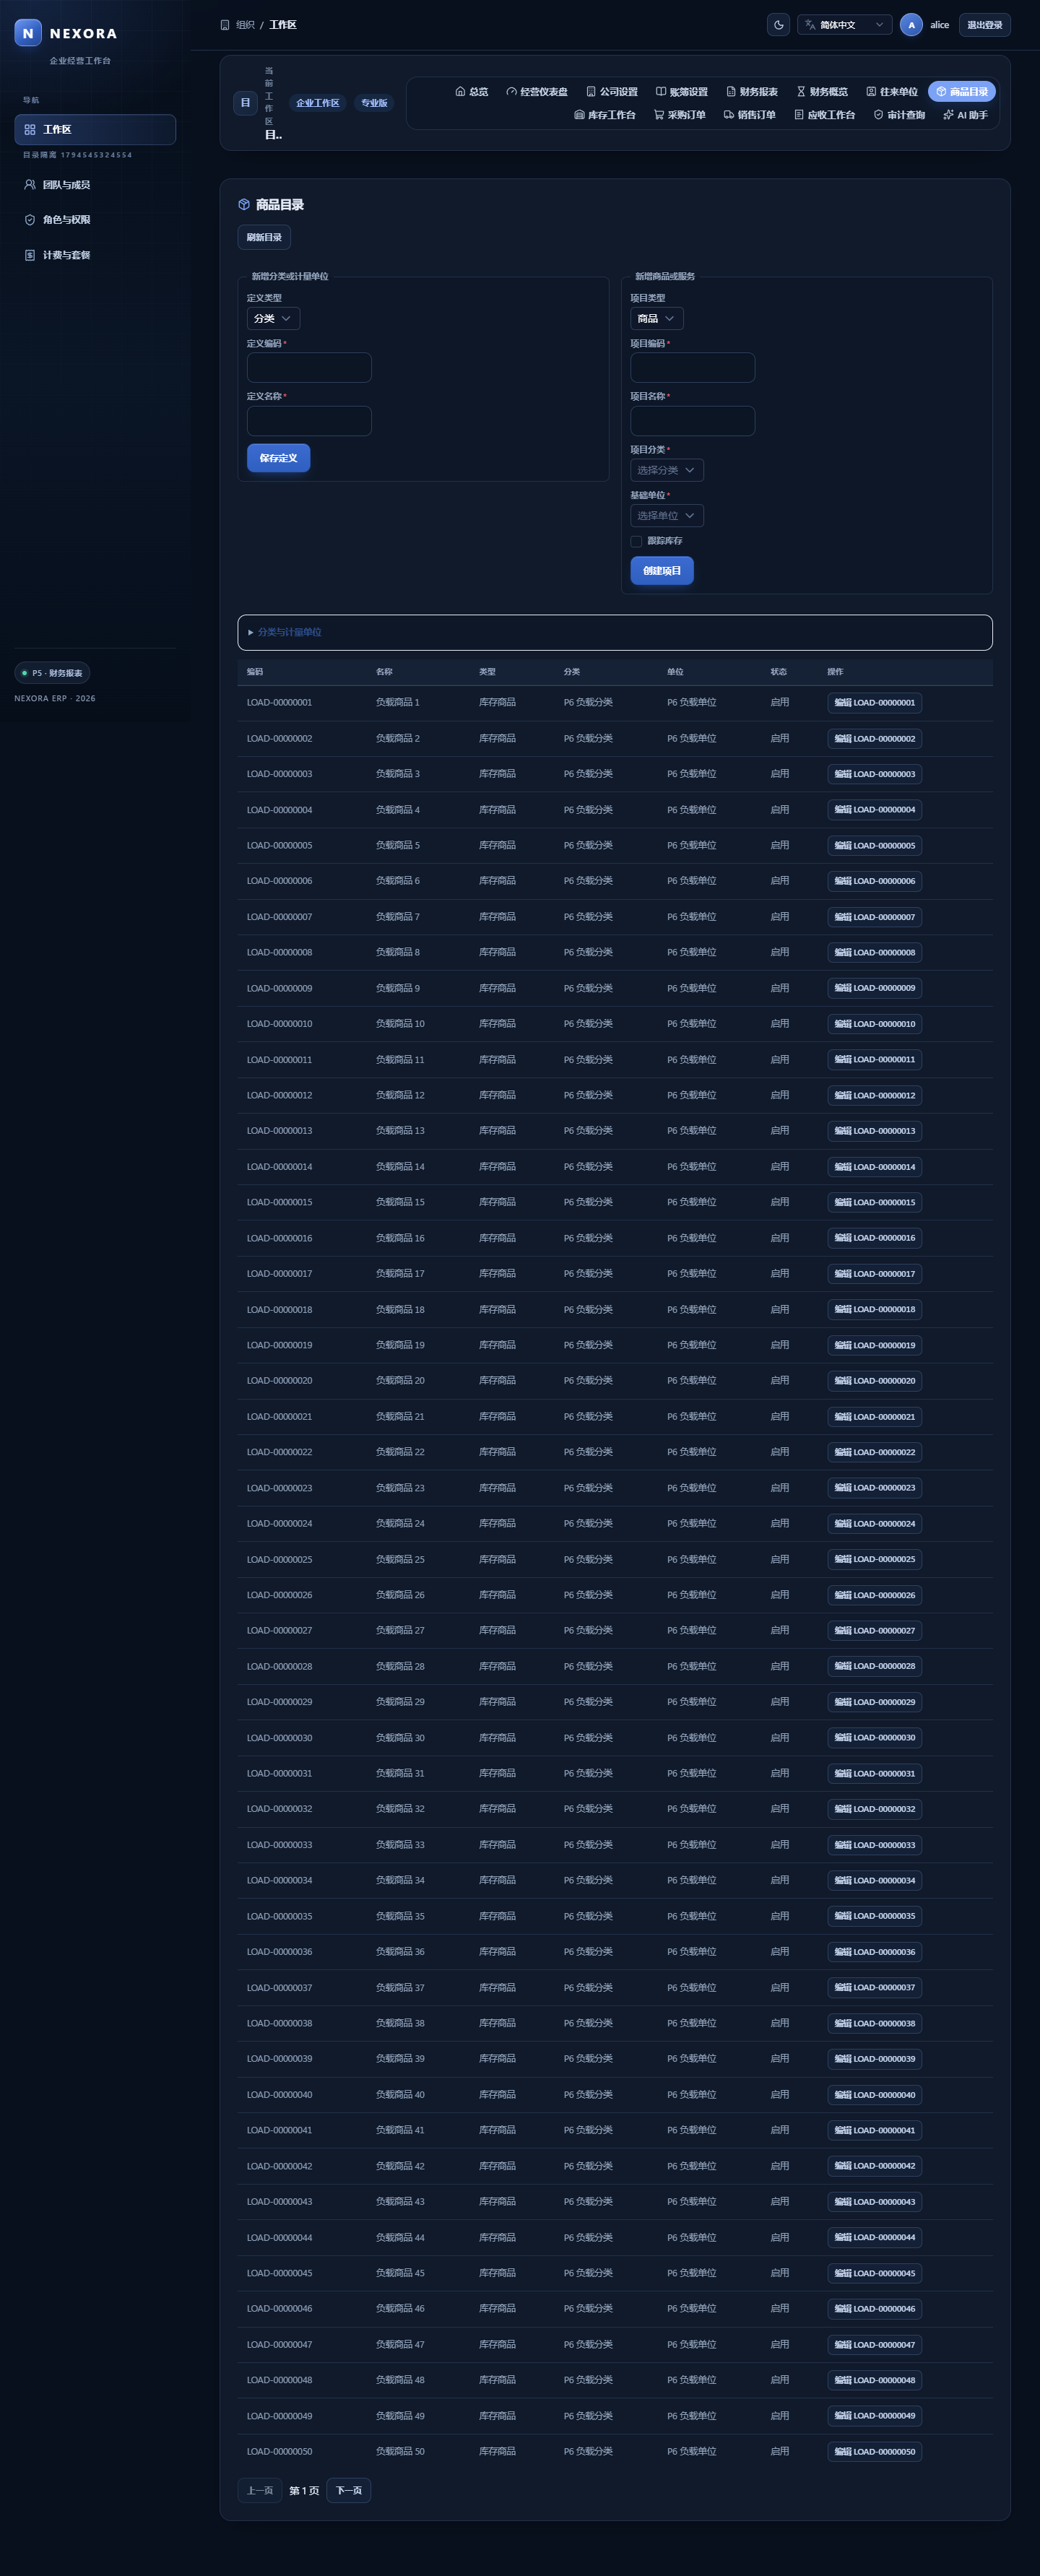 N NEXORA
企业经营工作台
导航
工作区
目录隔离 1794545324554
团队与成员
角色与权限
计费与套餐
P5 · 财务报表
NEXORA ERP · 2026
组织 / 工作区
简体中文
A alice
退出登录
目
当前工作区
目..
企业工作区
专业版
总览 经营仪表盘 公司设置 账簿设置 财务报表 财务概览 往来单位 商品目录
库存工作台 采购订单 销售订单 应收工作台 审计查询 AI 助手
商品目录
刷新目录
新增分类或计量单位
定义类型
分类
定义编码*
定义名称*
保存定义
新增商品或服务
项目类型
商品
项目编码*
项目名称*
项目分类*
选择分类
基础单位*
选择单位
跟踪库存
创建项目
分类与计量单位
编码 名称 类型 分类 单位 状态 操作
LOAD-00000001 负载商品 1 库存商品 P6 负载分类 P6 负载单位 启用 编辑 LOAD-00000001
LOAD-00000002 负载商品 2 库存商品 P6 负载分类 P6 负载单位 启用 编辑 LOAD-00000002
LOAD-00000003 负载商品 3 库存商品 P6 负载分类 P6 负载单位 启用 编辑 LOAD-00000003
LOAD-00000004 负载商品 4 库存商品 P6 负载分类 P6 负载单位 启用 编辑 LOAD-00000004
LOAD-00000005 负载商品 5 库存商品 P6 负载分类 P6 负载单位 启用 编辑 LOAD-00000005
LOAD-00000006 负载商品 6 库存商品 P6 负载分类 P6 负载单位 启用 编辑 LOAD-00000006
LOAD-00000007 负载商品 7 库存商品 P6 负载分类 P6 负载单位 启用 编辑 LOAD-00000007
LOAD-00000008 负载商品 8 库存商品 P6 负载分类 P6 负载单位 启用 编辑 LOAD-00000008
LOAD-00000009 负载商品 9 库存商品 P6 负载分类 P6 负载单位 启用 编辑 LOAD-00000009
LOAD-00000010 负载商品 10 库存商品 P6 负载分类 P6 负载单位 启用 编辑 LOAD-00000010
LOAD-00000011 负载商品 11 库存商品 P6 负载分类 P6 负载单位 启用 编辑 LOAD-00000011
LOAD-00000012 负载商品 12 库存商品 P6 负载分类 P6 负载单位 启用 编辑 LOAD-00000012
LOAD-00000013 负载商品 13 库存商品 P6 负载分类 P6 负载单位 启用 编辑 LOAD-00000013
LOAD-00000014 负载商品 14 库存商品 P6 负载分类 P6 负载单位 启用 编辑 LOAD-00000014
LOAD-00000015 负载商品 15 库存商品 P6 负载分类 P6 负载单位 启用 编辑 LOAD-00000015
LOAD-00000016 负载商品 16 库存商品 P6 负载分类 P6 负载单位 启用 编辑 LOAD-00000016
LOAD-00000017 负载商品 17 库存商品 P6 负载分类 P6 负载单位 启用 编辑 LOAD-00000017
LOAD-00000018 负载商品 18 库存商品 P6 负载分类 P6 负载单位 启用 编辑 LOAD-00000018
LOAD-00000019 负载商品 19 库存商品 P6 负载分类 P6 负载单位 启用 编辑 LOAD-00000019
LOAD-00000020 负载商品 20 库存商品 P6 负载分类 P6 负载单位 启用 编辑 LOAD-00000020
LOAD-00000021 负载商品 21 库存商品 P6 负载分类 P6 负载单位 启用 编辑 LOAD-00000021
LOAD-00000022 负载商品 22 库存商品 P6 负载分类 P6 负载单位 启用 编辑 LOAD-00000022
LOAD-00000023 负载商品 23 库存商品 P6 负载分类 P6 负载单位 启用 编辑 LOAD-00000023
LOAD-00000024 负载商品 24 库存商品 P6 负载分类 P6 负载单位 启用 编辑 LOAD-00000024
LOAD-00000025 负载商品 25 库存商品 P6 负载分类 P6 负载单位 启用 编辑 LOAD-00000025
LOAD-00000026 负载商品 26 库存商品 P6 负载分类 P6 负载单位 启用 编辑 LOAD-00000026
LOAD-00000027 负载商品 27 库存商品 P6 负载分类 P6 负载单位 启用 编辑 LOAD-00000027
LOAD-00000028 负载商品 28 库存商品 P6 负载分类 P6 负载单位 启用 编辑 LOAD-00000028
LOAD-00000029 负载商品 29 库存商品 P6 负载分类 P6 负载单位 启用 编辑 LOAD-00000029
LOAD-00000030 负载商品 30 库存商品 P6 负载分类 P6 负载单位 启用 编辑 LOAD-00000030
LOAD-00000031 负载商品 31 库存商品 P6 负载分类 P6 负载单位 启用 编辑 LOAD-00000031
LOAD-00000032 负载商品 32 库存商品 P6 负载分类 P6 负载单位 启用 编辑 LOAD-00000032
LOAD-00000033 负载商品 33 库存商品 P6 负载分类 P6 负载单位 启用 编辑 LOAD-00000033
LOAD-00000034 负载商品 34 库存商品 P6 负载分类 P6 负载单位 启用 编辑 LOAD-00000034
LOAD-00000035 负载商品 35 库存商品 P6 负载分类 P6 负载单位 启用 编辑 LOAD-00000035
LOAD-00000036 负载商品 36 库存商品 P6 负载分类 P6 负载单位 启用 编辑 LOAD-00000036
LOAD-00000037 负载商品 37 库存商品 P6 负载分类 P6 负载单位 启用 编辑 LOAD-00000037
LOAD-00000038 负载商品 38 库存商品 P6 负载分类 P6 负载单位 启用 编辑 LOAD-00000038
LOAD-00000039 负载商品 39 库存商品 P6 负载分类 P6 负载单位 启用 编辑 LOAD-00000039
LOAD-00000040 负载商品 40 库存商品 P6 负载分类 P6 负载单位 启用 编辑 LOAD-00000040
LOAD-00000041 负载商品 41 库存商品 P6 负载分类 P6 负载单位 启用 编辑 LOAD-00000041
LOAD-00000042 负载商品 42 库存商品 P6 负载分类 P6 负载单位 启用 编辑 LOAD-00000042
LOAD-00000043 负载商品 43 库存商品 P6 负载分类 P6 负载单位 启用 编辑 LOAD-00000043
LOAD-00000044 负载商品 44 库存商品 P6 负载分类 P6 负载单位 启用 编辑 LOAD-00000044
LOAD-00000045 负载商品 45 库存商品 P6 负载分类 P6 负载单位 启用 编辑 LOAD-00000045
LOAD-00000046 负载商品 46 库存商品 P6 负载分类 P6 负载单位 启用 编辑 LOAD-00000046
LOAD-00000047 负载商品 47 库存商品 P6 负载分类 P6 负载单位 启用 编辑 LOAD-00000047
LOAD-00000048 负载商品 48 库存商品 P6 负载分类 P6 负载单位 启用 编辑 LOAD-00000048
LOAD-00000049 负载商品 49 库存商品 P6 负载分类 P6 负载单位 启用 编辑 LOAD-00000049
LOAD-00000050 负载商品 50 库存商品 P6 负载分类 P6 负载单位 启用 编辑 LOAD-00000050
上一页 第 1 页 下一页